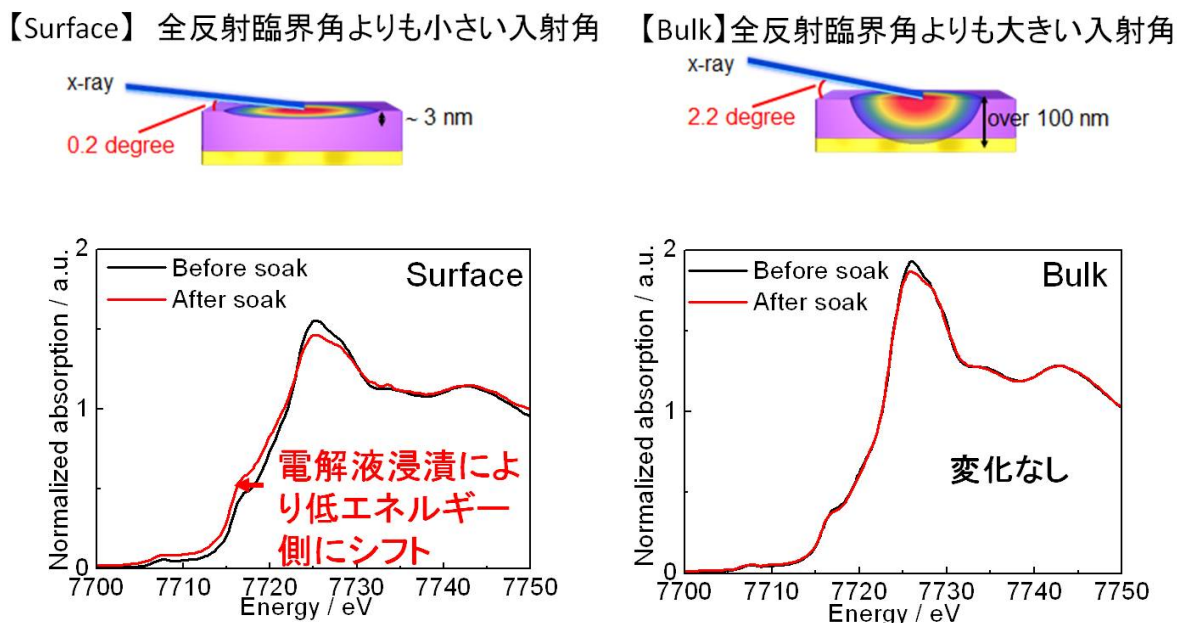 【Surface】 全反射臨界角よりも小さい入射角
x-ray
0.2 degree
~ 3 nm
【Bulk】全反射臨界角よりも大きい入射角
x-ray
2.2 degree
over 100 nm
2
Before soak
After soak
Surface
1
Normalized absorption / a.u.
電解液浸漬によ
り低エネルギー
側にシフト
0
7700 7710 7720 7730 7740 7750
Energy / eV
2
Before soak
After soak
Bulk
1
Normalized absorption / a.u.
変化なし
0
7700 7710 7720 7730 7740 7750
Energy / eV